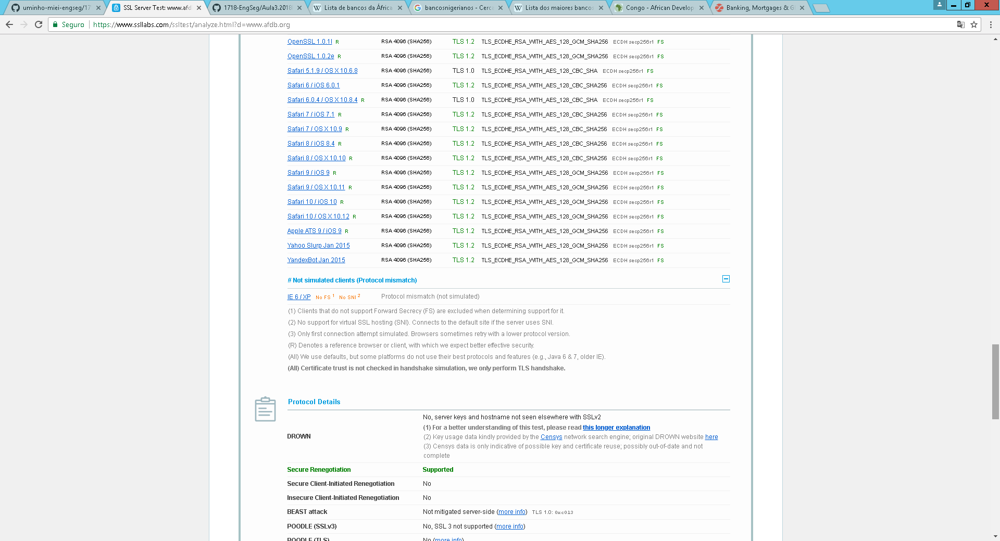 uminho-miei-engseg/17
SSL Server Test: www.afd
1718-EngSeg/Aula3.2018
Lista de bancos da África
bancosnigerianos - Cerca
Lista dos maiores bancos
Congo - African Develop
Banking, Mortgages & G
Seguro https://www.ssllabs.com/ssltest/analyze.html?d=www.afdb.org
OpenSSL 1.0.1l R RSA 4096 (SHA256) TLS 1.2 TLS_ECDHE_RSA_WITH_AES_128_GCM_SHA256 ECDH secp256r1 FS
OpenSSL 1.0.2e R RSA 4096 (SHA256) TLS 1.2 TLS_ECDHE_RSA_WITH_AES_128_GCM_SHA256 ECDH secp256r1 FS
Safari 5.1.9 / OS X 10.6.8 RSA 4096 (SHA256) TLS 1.0 TLS_ECDHE_RSA_WITH_AES_128_CBC_SHA ECDH secp256r1 FS
Safari 6 / iOS 6.0.1 RSA 4096 (SHA256) TLS 1.2 TLS_ECDHE_RSA_WITH_AES_128_CBC_SHA256 ECDH secp256r1 FS
Safari 6.0.4 / OS X 10.8.4 R RSA 4096 (SHA256) TLS 1.0 TLS_ECDHE_RSA_WITH_AES_128_CBC_SHA ECDH secp256r1 FS
Safari 7 / iOS 7.1 R RSA 4096 (SHA256) TLS 1.2 TLS_ECDHE_RSA_WITH_AES_128_CBC_SHA256 ECDH secp256r1 FS
Safari 7 / OS X 10.9 R RSA 4096 (SHA256) TLS 1.2 TLS_ECDHE_RSA_WITH_AES_128_CBC_SHA256 ECDH secp256r1 FS
Safari 8 / iOS 8.4 R RSA 4096 (SHA256) TLS 1.2 TLS_ECDHE_RSA_WITH_AES_128_CBC_SHA256 ECDH secp256r1 FS
Safari 8 / OS X 10.10 R RSA 4096 (SHA256) TLS 1.2 TLS_ECDHE_RSA_WITH_AES_128_CBC_SHA256 ECDH secp256r1 FS
Safari 9 / iOS 9 R RSA 4096 (SHA256) TLS 1.2 TLS_ECDHE_RSA_WITH_AES_128_GCM_SHA256 ECDH secp256r1 FS
Safari 9 / OS X 10.11 R RSA 4096 (SHA256) TLS 1.2 TLS_ECDHE_RSA_WITH_AES_128_GCM_SHA256 ECDH secp256r1 FS
Safari 10 / iOS 10 R RSA 4096 (SHA256) TLS 1.2 TLS_ECDHE_RSA_WITH_AES_128_GCM_SHA256 ECDH secp256r1 FS
Safari 10 / OS X 10.12 R RSA 4096 (SHA256) TLS 1.2 TLS_ECDHE_RSA_WITH_AES_128_GCM_SHA256 ECDH secp256r1 FS
Apple ATS 9 / iOS 9 R RSA 4096 (SHA256) TLS 1.2 TLS_ECDHE_RSA_WITH_AES_128_GCM_SHA256 ECDH secp256r1 FS
Yahoo Slurp Jan 2015 RSA 4096 (SHA256) TLS 1.2 TLS_ECDHE_RSA_WITH_AES_128_GCM_SHA256 ECDH secp256r1 FS
YandexBot Jan 2015 RSA 4096 (SHA256) TLS 1.2 TLS_ECDHE_RSA_WITH_AES_128_GCM_SHA256 ECDH secp256r1 FS
# Not simulated clients (Protocol mismatch)
IE 6 / XP No FS 1 No SNI 2 Protocol mismatch (not simulated)
(1) Clients that do not support Forward Secrecy (FS) are excluded when determining support for it.
(2) No support for virtual SSL hosting (SNI). Connects to the default site if the server uses SNI.
(3) Only first connection attempt simulated. Browsers sometimes retry with a lower protocol version.
(R) Denotes a reference browser or client, with which we expect better effective security.
(All) We use defaults, but some platforms do not use their best protocols and features (e.g., Java 6 & 7, older IE).
(All) Certificate trust is not checked in handshake simulation, we only perform TLS handshake.
Protocol Details
DROWN
No, server keys and hostname not seen elsewhere with SSLv2
(1) For a better understanding of this test, please read this longer explanation
(2) Key usage data kindly provided by the Censys network search engine; original DROWN website here
(3) Censys data is only indicative of possible key and certificate reuse; possibly out-of-date and not
complete
Secure Renegotiation Supported
Secure Client-Initiated Renegotiation No
Insecure Client-Initiated Renegotiation No
BEAST attack Not mitigated server-side (more info) TLS 1.0: 0xc013
POODLE (SSLv3) No, SSL 3 not supported (more info)
POODLE (TLS) No (more info)